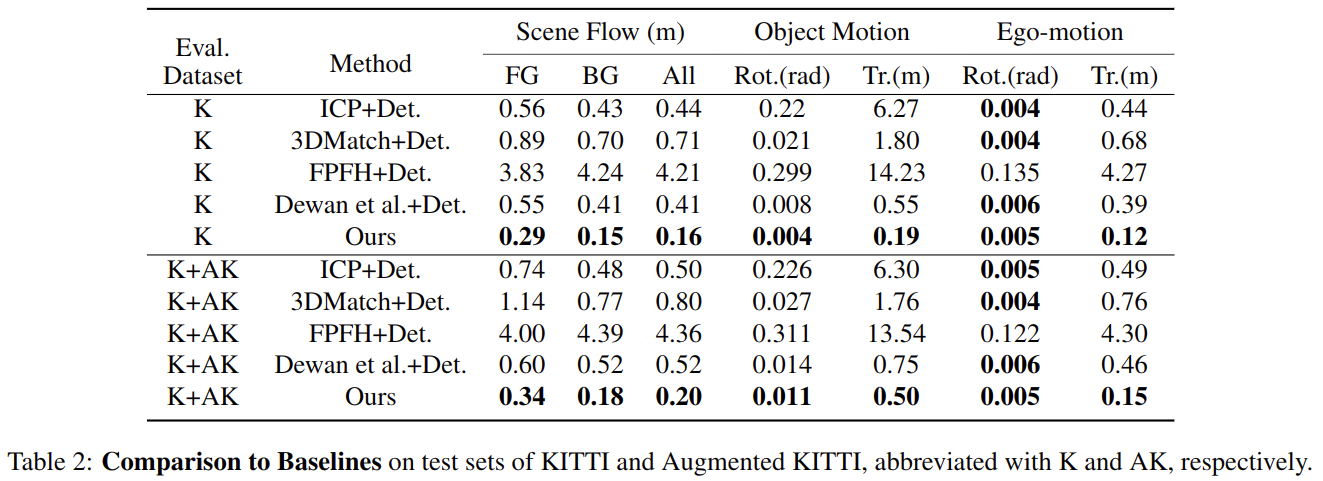 Eval. Dataset Method Scene Flow (m) Object Motion Ego-motion
FG BG All Rot.(rad) Tr.(m) Rot.(rad) Tr.(m)
K ICP+Det. 0.56 0.43 0.44 0.22 6.27 0.004 0.44
K 3DMatch+Det. 0.89 0.70 0.71 0.021 1.80 0.004 0.68
K FPFH+Det. 3.83 4.24 4.21 0.299 14.23 0.135 4.27
K Dewan et al.+Det. 0.55 0.41 0.41 0.008 0.55 0.006 0.39
K Ours 0.29 0.15 0.16 0.004 0.19 0.005 0.12
K+AK ICP+Det. 0.74 0.48 0.50 0.226 6.30 0.005 0.49
K+AK 3DMatch+Det. 1.14 0.77 0.80 0.027 1.76 0.004 0.76
K+AK FPFH+Det. 4.00 4.39 4.36 0.311 13.54 0.122 4.30
K+AK Dewan et al.+Det. 0.60 0.52 0.52 0.014 0.75 0.006 0.46
K+AK Ours 0.34 0.18 0.20 0.011 0.50 0.005 0.15
Table 2: Comparison to Baselines on test sets of KITTI and Augmented KITTI, abbreviated with K and AK, respectively.